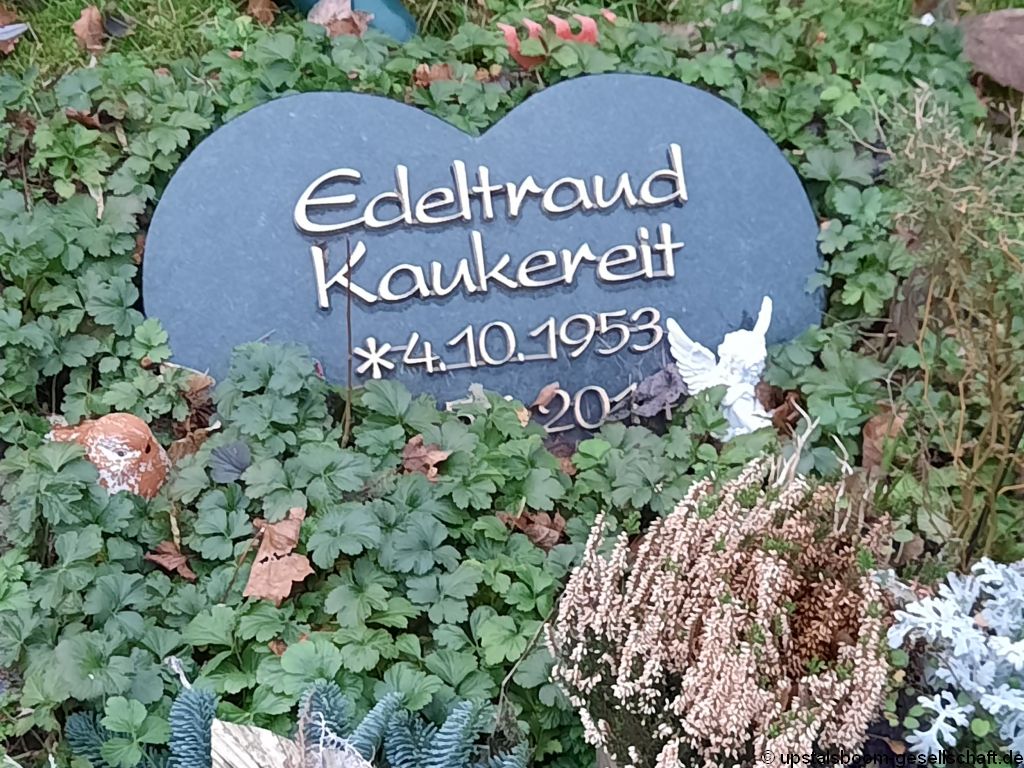 Edeltraud
Kaukereit
*4.10.1953
© upstalsboom-gesellschaft.de